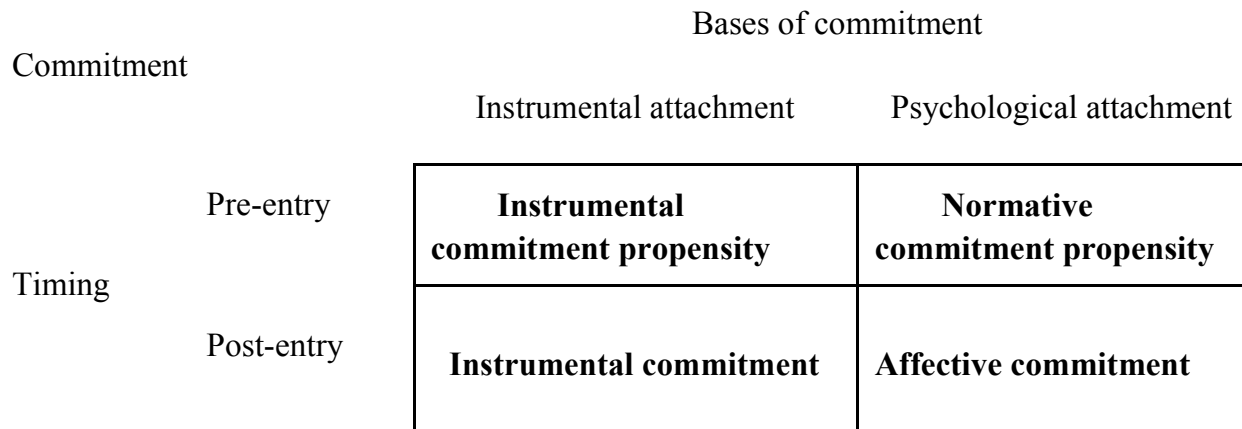 Bases of commitment
Commitment
Instrumental attachment Psychological attachment
Pre-entry
Instrumental
commitment propensity
Normative
commitment propensity
Timing
Post-entry
Instrumental commitment
Affective commitment